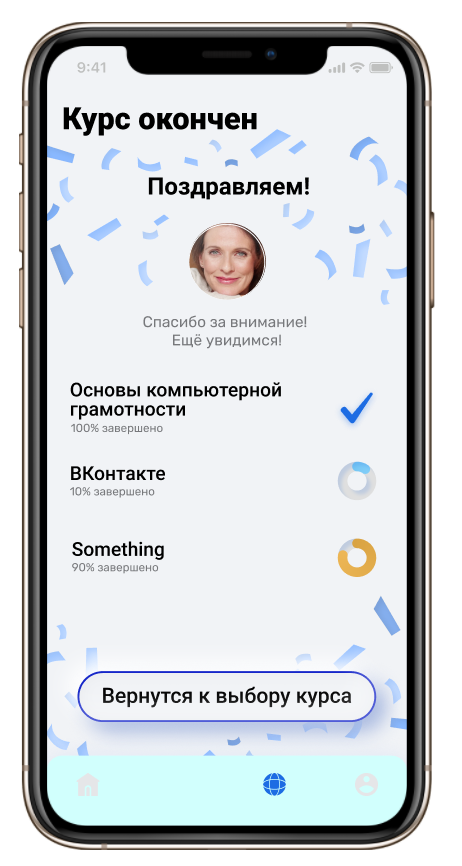 9:41
Курс окончен
Поздравляем!
Спасибо за внимание!
Ещё увидимся!
Основы компьютерной
грамотности
100% завершено
ВКонтакте
10% завершено
Something
90% завершено
Вернутся к выбору курса